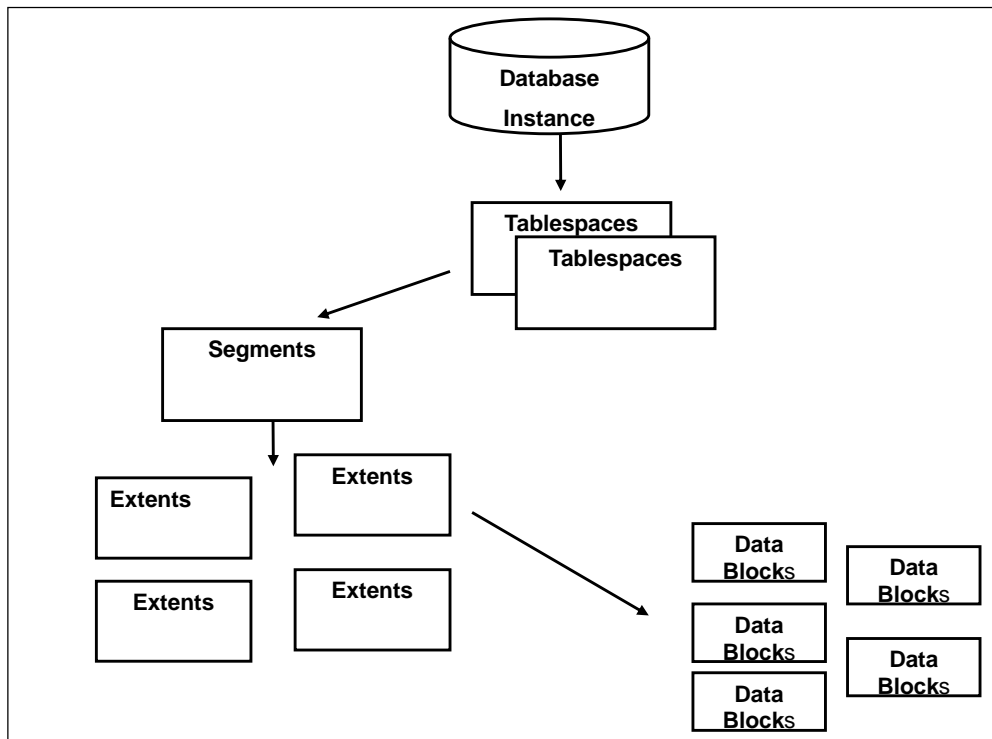 Database
Instance
Tablespaces
Tablespaces
Segments
Extents
Extents
Extents
Extents
Data
Blocks
Data
Blocks
Data
Blocks
Data
Blocks
Data
Blocks